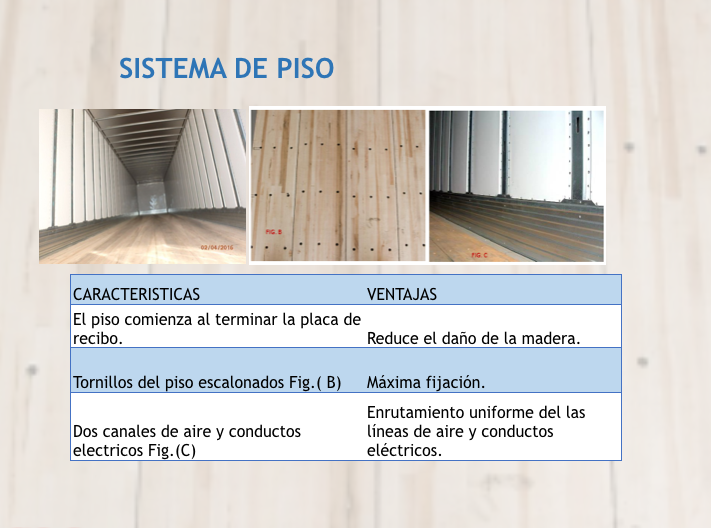 SISTEMA DE PISO
02/04/2016
FIG. B
FIG. C
CARACTERISTICAS VENTAJAS
El piso comienza al terminar la placa de
recibo. Reduce el daño de la madera.
Tornillos del piso escalonados Fig.( B) Máxima fijación.
Enrutamiento uniforme del las
Dos canales de aire y conductos líneas de aire y conductos
electricos Fig.(C) eléctricos.